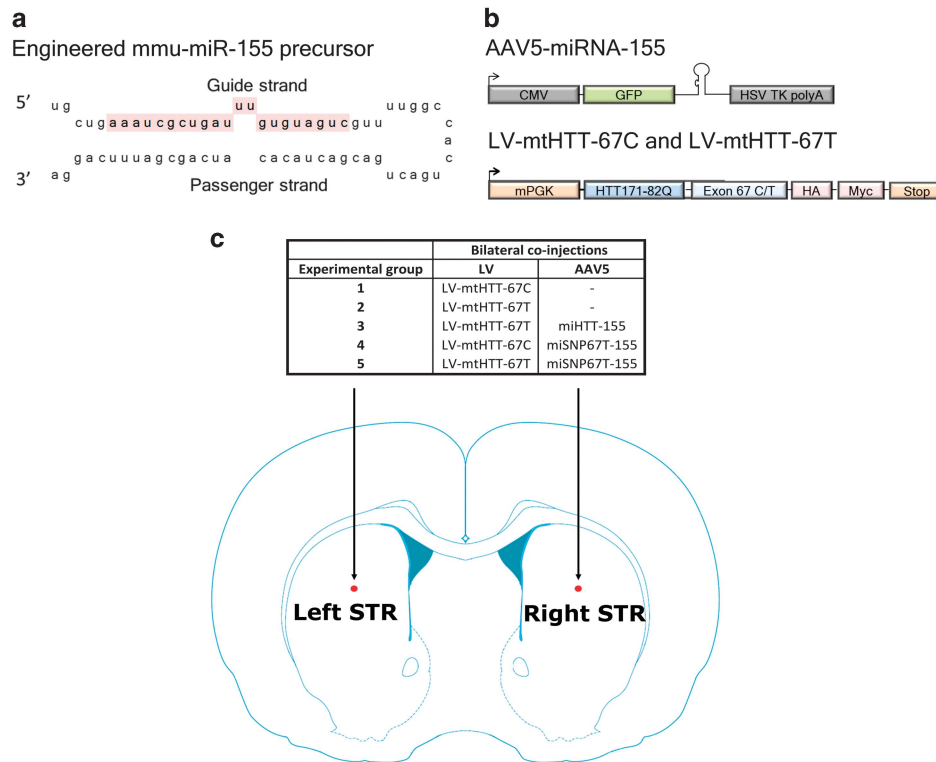 a
Engineered mmu-miR-155 precursor
Guide strand
5' u g u u u u g g c
c u g a a a u c g c u g a u g u g u a g u c g u u c
a
g a c u u u a g c g a c u a c a c a u c a g c a g c
3' a g Passenger strand u c u g a
b
AAV5-miRNA-155
CMV GFP HSV TK polyA
LV-mtHTT-67C and LV-mtHTT-67T
mPGK HTT171-82Q Exon 67 C/T HA Myc Stop
c
Bilateral co-injections
Experimental group LV AAV5
1 LV-mtHTT-67C -
2 LV-mtHTT-67T -
3 LV-mtHTT-67T miHTT-155
4 LV-mtHTT-67C miSNP67T-155
5 LV-mtHTT-67T miSNP67T-155
Left STR Right STR